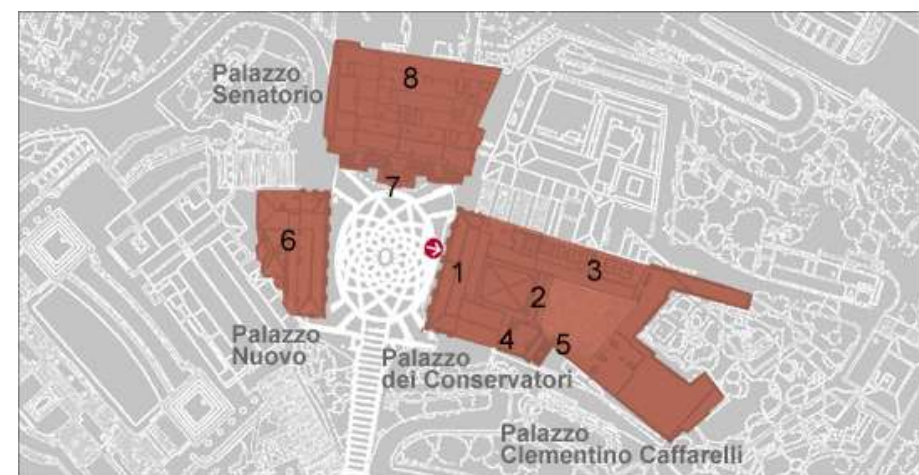 8
Palazzo
Senatorio
7
6
1
3
2
4
5
Palazzo
Nuovo
Palazzo
dei Conservatori
Palazzo
Clementino Caffarelli